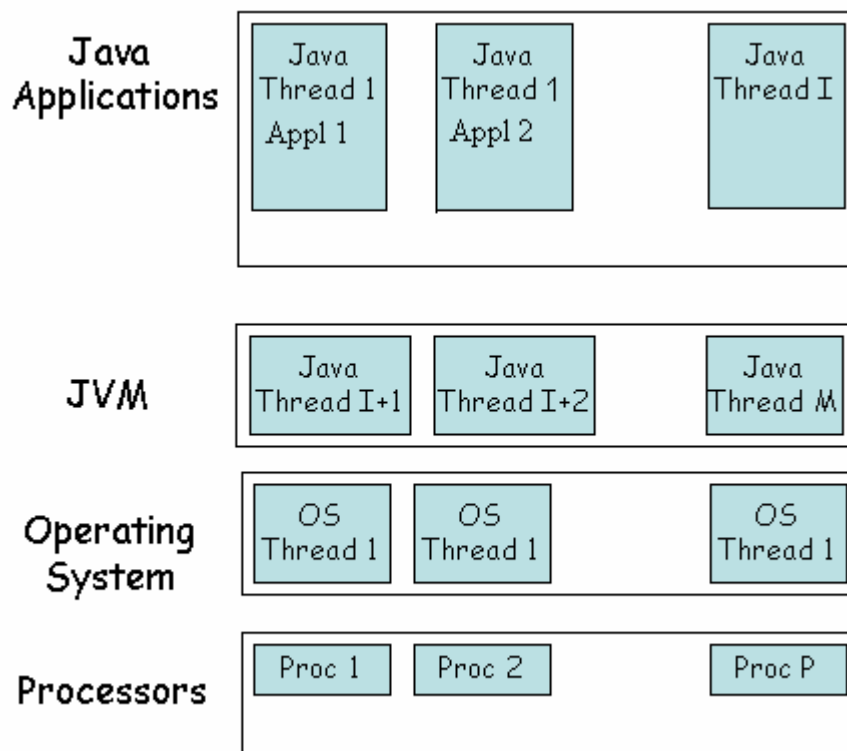 Java
Applications
Java
Thread 1
Appl 1
Java
Thread 1
Appl 2
Java
Thread I
JVM
Java
Thread I+1
Java
Thread I+2
Java
Thread M
Operating
System
OS
Thread 1
OS
Thread 1
OS
Thread 1
Processors
Proc 1
Proc 2
Proc P